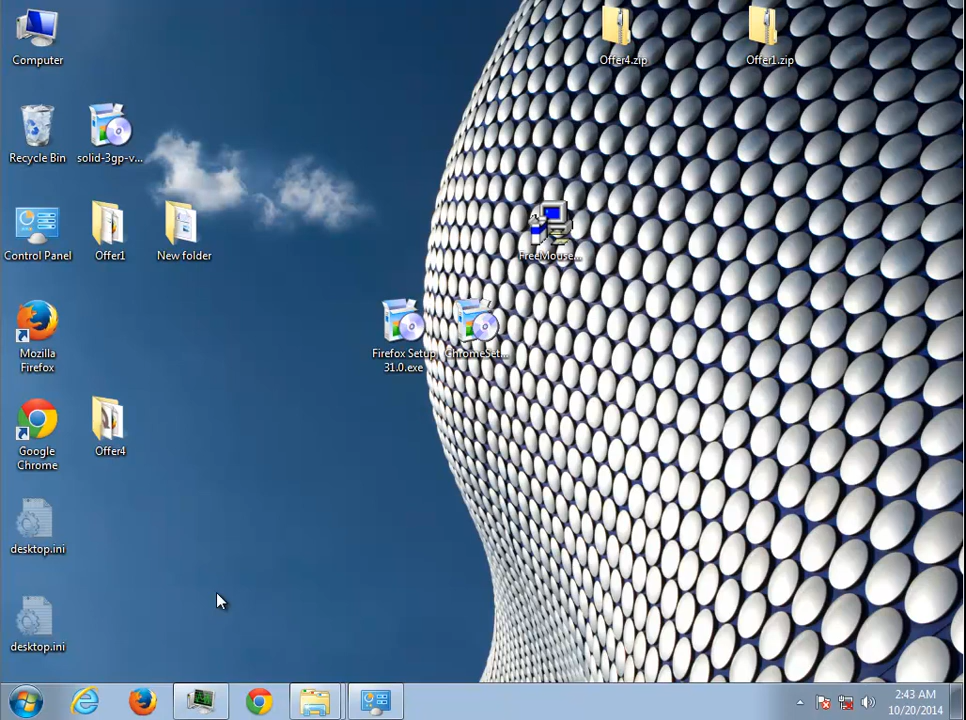 Computer
Offer4.zip
Offer1.zip
Recycle Bin
solid-3gp-v...
Control Panel
Offer1
New folder
FreeMouse...
Mozilla
Firefox
Firefox Setup
31.0.exe
ChromeSet...
Google
Chrome
Offer4
desktop.ini
desktop.ini
2:43 AM
10/20/2014